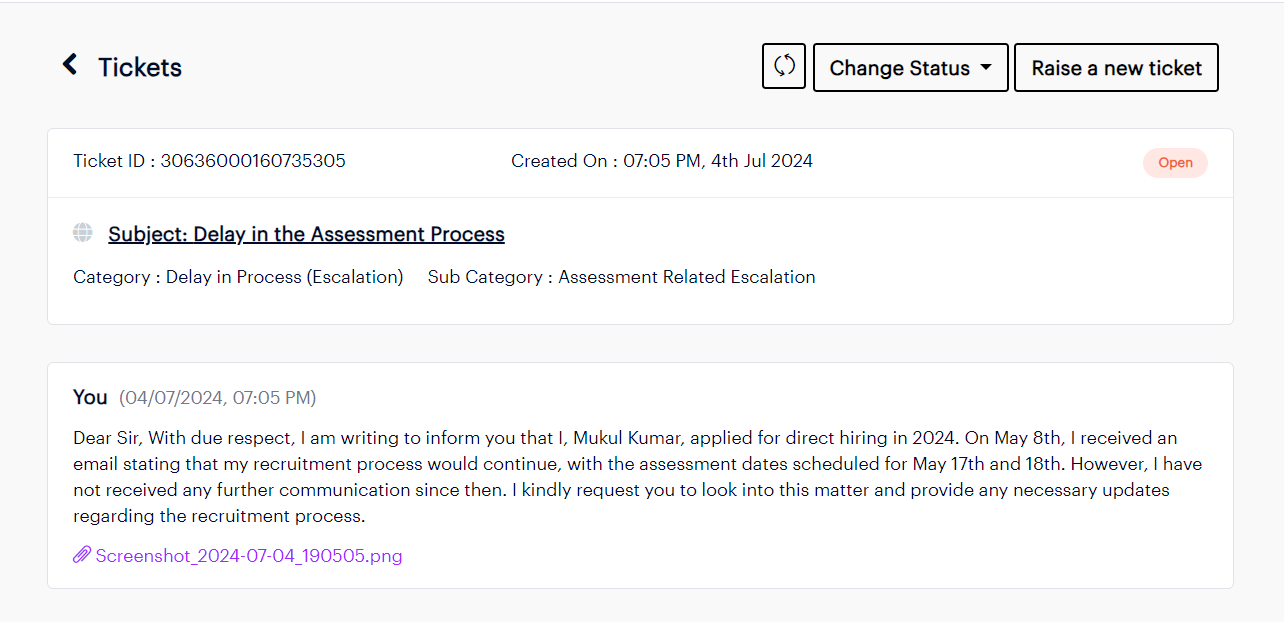 Tickets
Change Status
Raise a new ticket
Ticket ID : 30636000160735305
Created On : 07:05 PM, 4th Jul 2024
Open
Subject: Delay in the Assessment Process
Category : Delay in Process (Escalation)
Sub Category : Assessment Related Escalation
You (04/07/2024, 07:05 PM)
Dear Sir, With due respect, I am writing to inform you that I, Mukul Kumar, applied for direct hiring in 2024. On May 8th, I received an
email stating that my recruitment process would continue, with the assessment dates scheduled for May 17th and 18th. However, I have
not received any further communication since then. I kindly request you to look into this matter and provide any necessary updates
regarding the recruitment process.
Screenshot_2024-07-04_190505.png